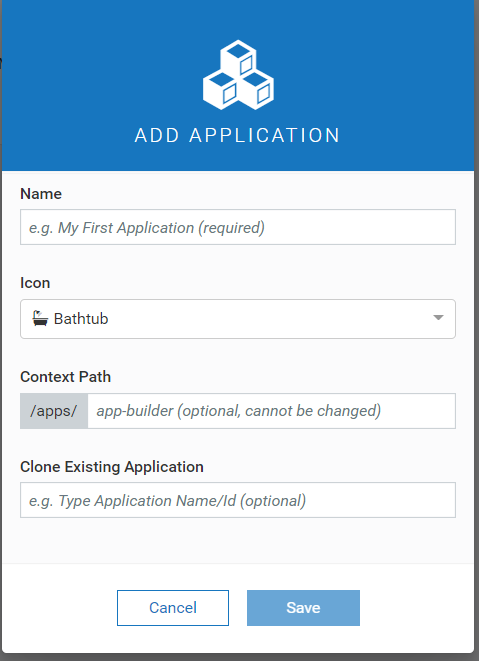 ADD APPLICATION
Name
e.g. My First Application (required)
Icon
Bathtub
Context Path
/apps/ app-builder (optional, cannot be changed)
Clone Existing Application
e.g. Type Application Name/Id (optional)
Cancel Save